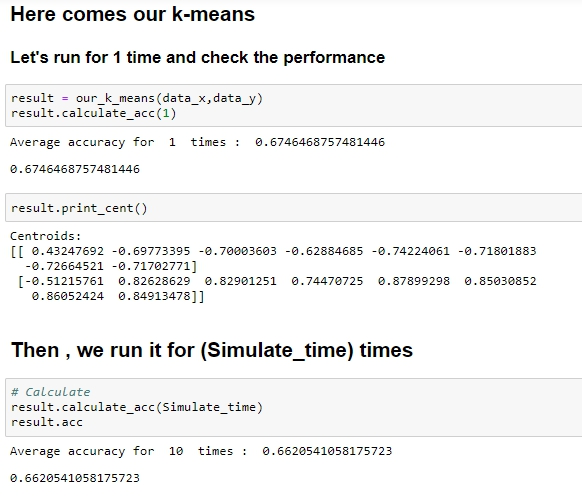 Here comes our k-means
Let's run for 1 time and check the performance
result = our_k_means(data_x,data_y)
result.calculate_acc(1)
Average accuracy for  1  times :  0.6746468757481446
0.6746468757481446
result.print_cent()
Centroids:
[[ 0.43247692 -0.69773395 -0.70003603 -0.62884685 -0.74224061 -0.71801883
  -0.72664521 -0.71702771]
 [-0.51215761  0.82628629  0.82901251  0.74470725  0.87899298  0.85030852
   0.86052424  0.84913478]]
Then , we run it for (Simulate_time) times
# Calculate
result.calculate_acc(Simulate_time)
result.acc
Average accuracy for  10  times :  0.6620541058175723
0.6620541058175723